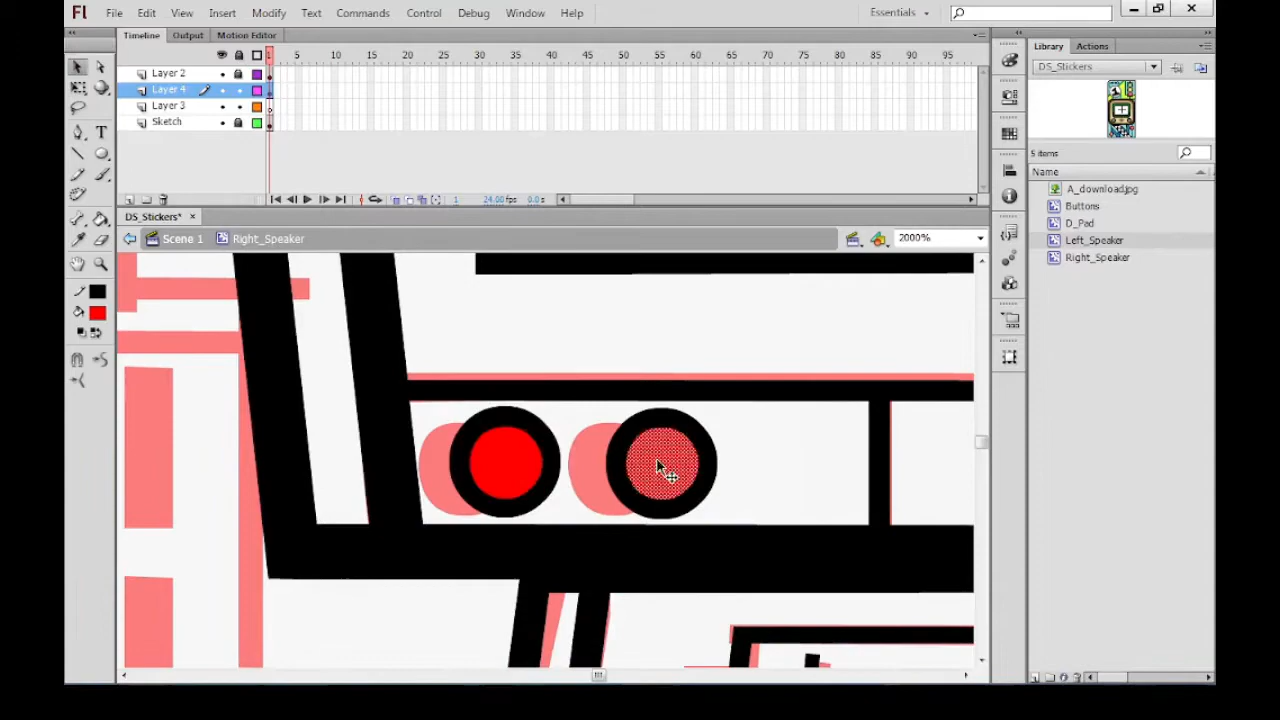 Fl File Edit View Insert Modify Text Commands Control Debug Window Help Essentials
Timeline Output Motion Editor
1 5 10 15 20 25 30 35 40 45 50 55 60 65 70 75 80 85 90 95
Layer 2
Layer 4
Layer 3
Sketch
1 24.00 fps 0.0 s
DS_Stickers*
Scene 1 Right_Speaker 2000%
Library Actions
DS_Stickers
5 items
Name
A_download.jpg
Buttons
D_Pad
Left_Speaker
Right_Speaker